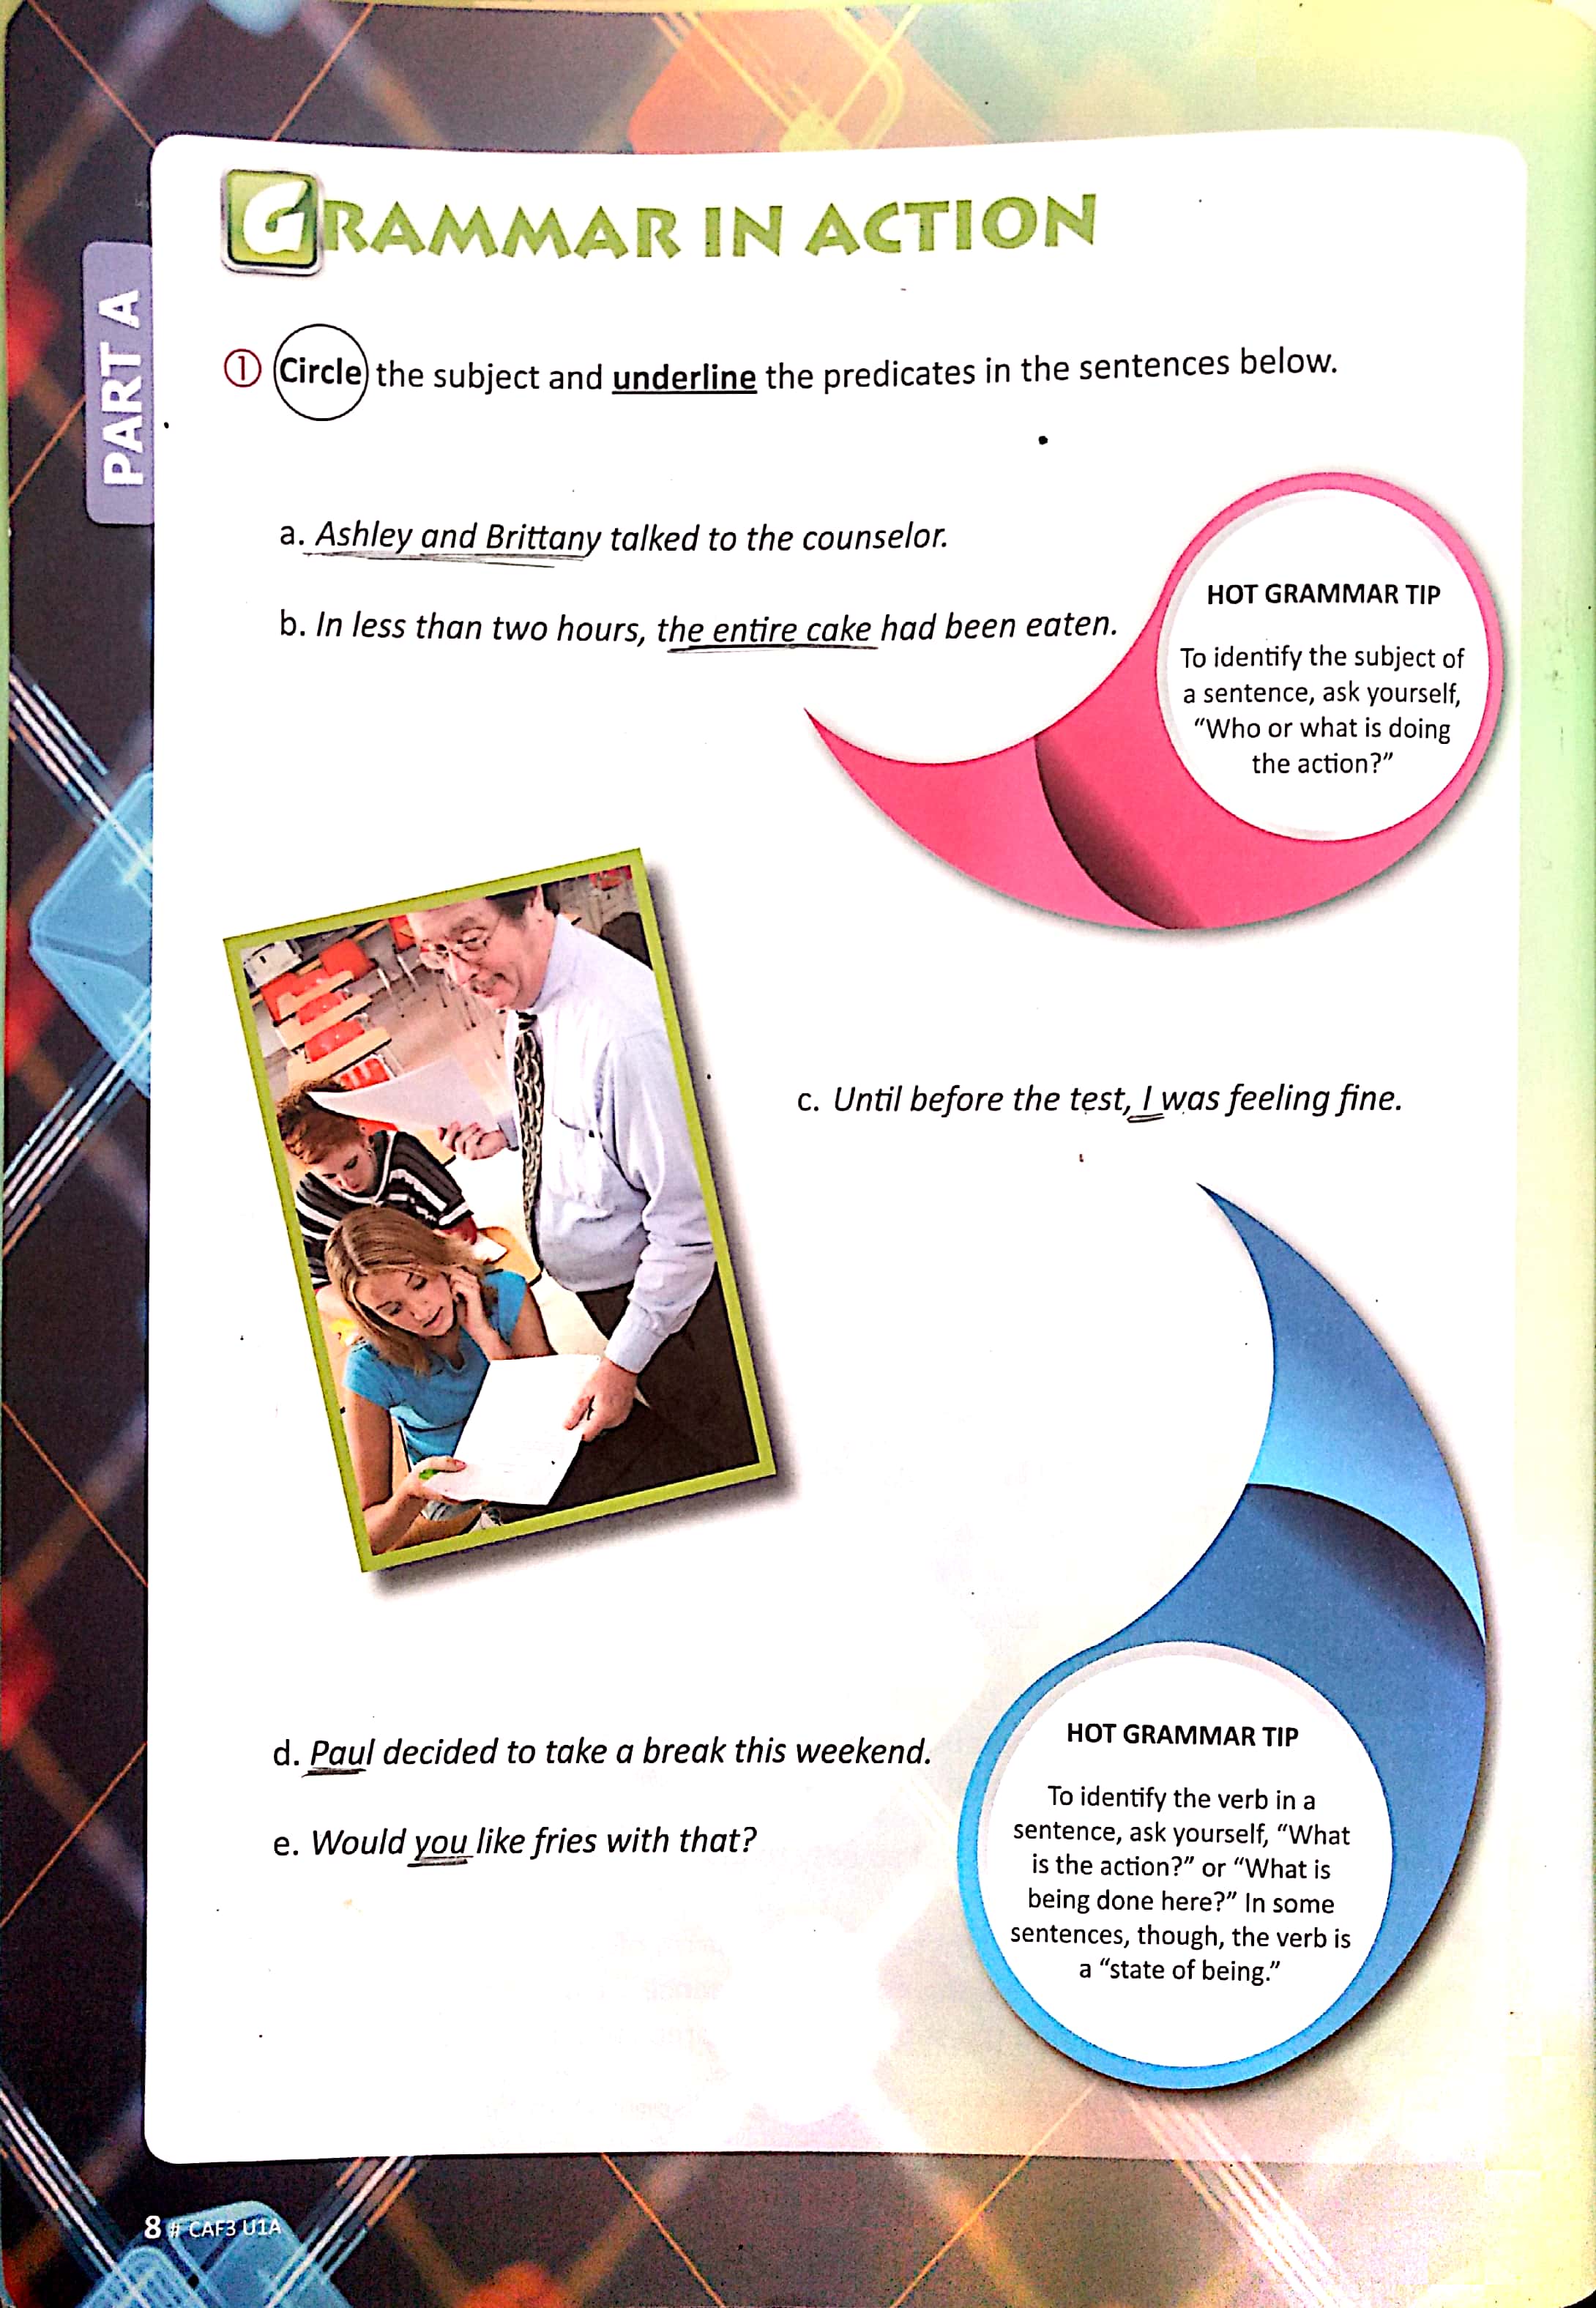 GRAMMAR IN ACTION
PART A
① Circle the subject and underline the predicates in the sentences below.
a. Ashley and Brittany talked to the counselor.
b. In less than two hours, the entire cake had been eaten.
HOT GRAMMAR TIP
To identify the subject of
a sentence, ask yourself,
“Who or what is doing
the action?”
c. Until before the test, I was feeling fine.
d. Paul decided to take a break this weekend.
e. Would you like fries with that?
HOT GRAMMAR TIP
To identify the verb in a
sentence, ask yourself, “What
is the action?” or “What is
being done here?” In some
sentences, though, the verb is
a “state of being.”
8 # CAF3 U1A